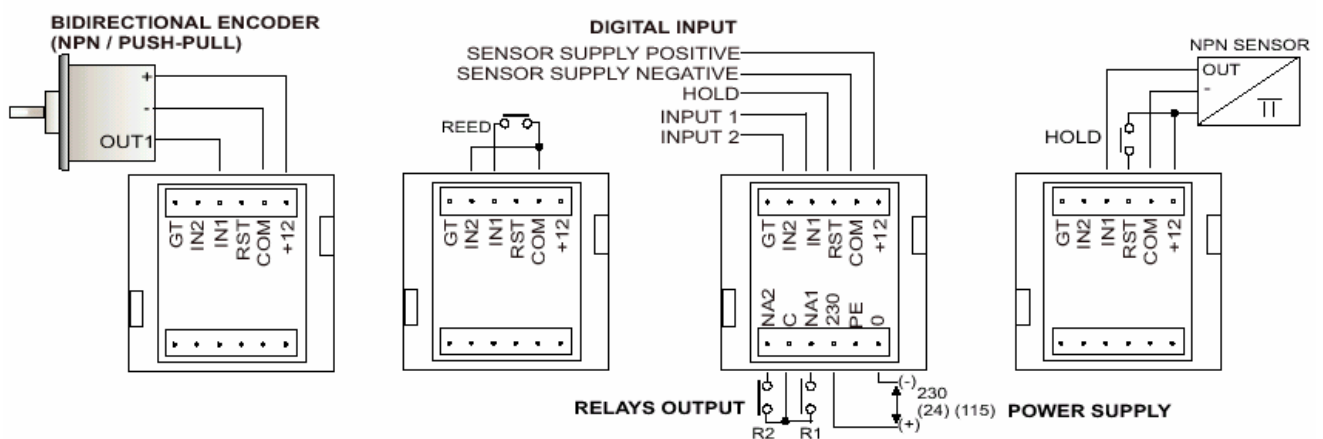 BIDIRECTIONAL ENCODER
(NPN / PUSH-PULL)
+
-
OUT1
GT
IN2
IN1
RST
COM
+12
REED
GT
IN2
IN1
RST
COM
+12
DIGITAL INPUT
SENSOR SUPPLY POSITIVE
SENSOR SUPPLY NEGATIVE
HOLD
INPUT 1
INPUT 2
GT
IN2
IN1
RST
COM
+12
NA2
C
NA1
230
PE
0
RELAYS OUTPUT
R2
R1
(-)
230
(24) (115)
(+)
POWER SUPPLY
NPN SENSOR
OUT
-
HOLD
GT
IN2
IN1
RST
COM
+12